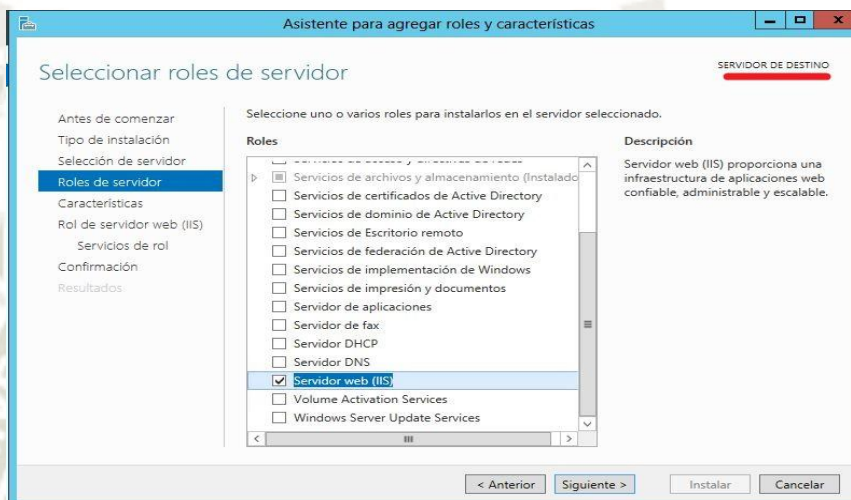 Asistente para agregar roles y características
Seleccionar roles de servidor
SERVIDOR DE DESTINO
Antes de comenzar
Tipo de instalación
Selección de servidor
Roles de servidor
Características
Rol de servidor web (IIS)
Servicios de rol
Confirmación
Resultados
Seleccione uno o varios roles para instalarlos en el servidor seleccionado.
Roles
Servicios de archivos y almacenamiento (Instalado
Servicios de certificados de Active Directory
Servicios de dominio de Active Directory
Servicios de Escritorio remoto
Servicios de federación de Active Directory
Servicios de implementación de Windows
Servicios de impresión y documentos
Servidor de aplicaciones
Servidor de fax
Servidor DHCP
Servidor DNS
Servidor web (IIS)
Volume Activation Services
Windows Server Update Services
Descripción
Servidor web (IIS) proporciona una
infraestructura de aplicaciones web
confiable, administrable y escalable.
< Anterior
Siguiente >
Instalar
Cancelar